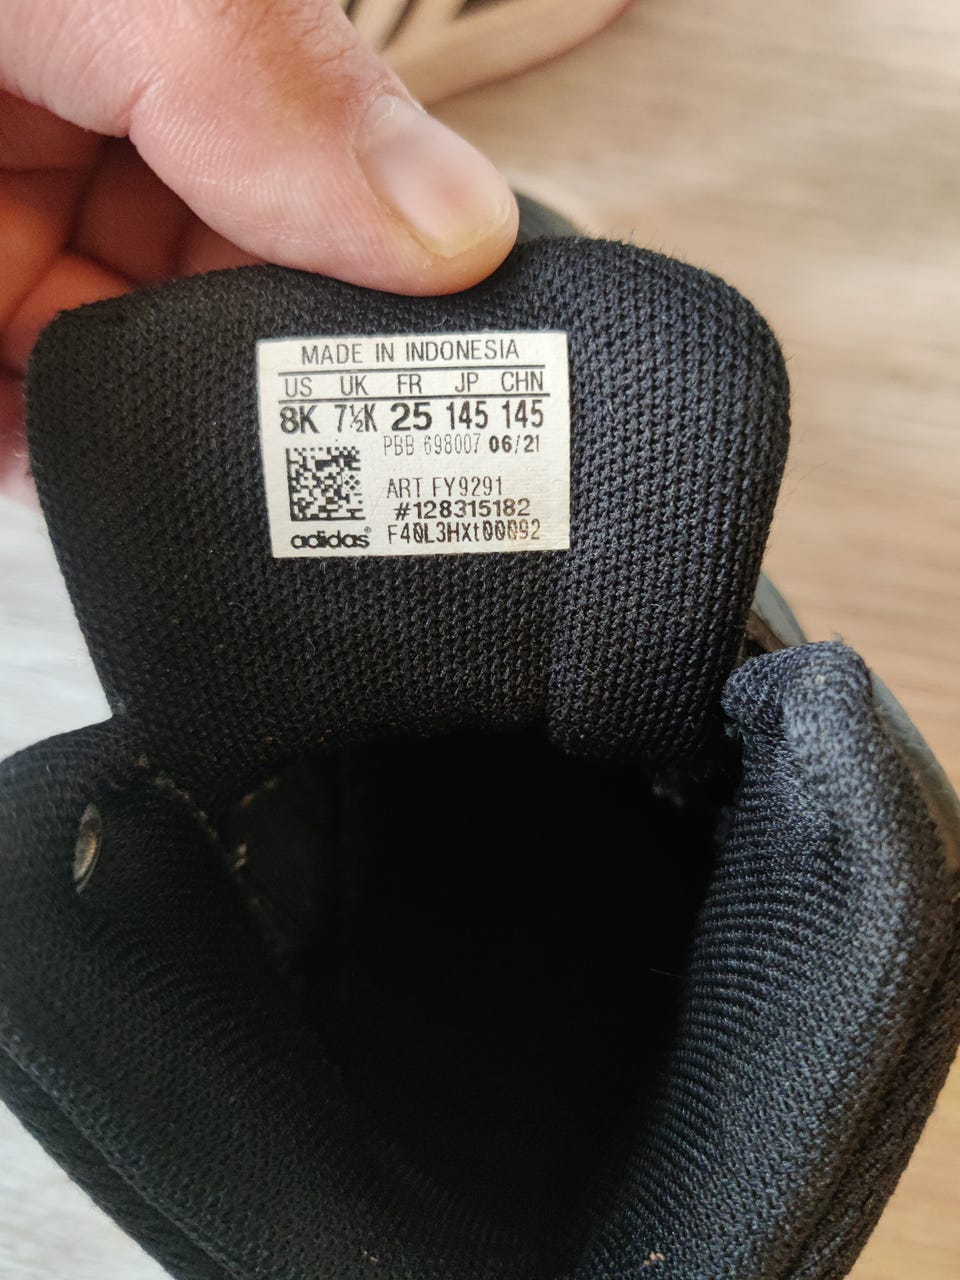 MADE IN INDONESIA
US UK FR JP CHN
8K 7½K 25 145 145
PBB 698007 06/21
ART FY9291
#128315182
adidas® F40L3HXt00092